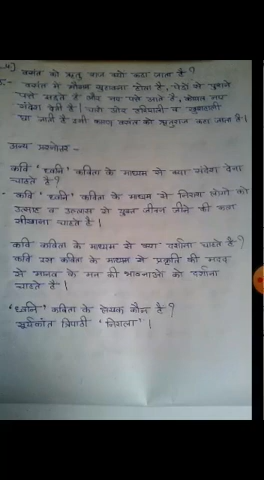 4.) वसंत को ऋतु राज क्यों कहा जाता है?
वसंत में मौसम सुहावना होता है, पेड़ों से पुराने
पत्ते झड़ते हैं और नए पत्ते आते हैं, कोयल नए
संदेश देती है। चारों ओर हरियाली व खुशहाली
छा जाती है इसी कारण वसंत को ऋतुराज कहा जाता है।
अन्य प्रश्नोत्तर -
कवि 'ध्वनि' कविता के माध्यम से क्या संदेश देना
चाहते हैं?
- कवि 'ध्वनि' कविता के माध्यम से निराश लोगों को
उत्साह व उल्लास से युक्त जीवन जीने की कला
सीखाना चाहते हैं।
कवि कविता के माध्यम से क्या दर्शाना चाहते हैं?
कवि इस कविता के माध्यम से प्रकृति की मदद
से मानव के मन की भावनाओं को दर्शाना
चाहते हैं।
'ध्वनि' कविता के लेखक कौन हैं?
सूर्यकांत त्रिपाठी 'निराला'।